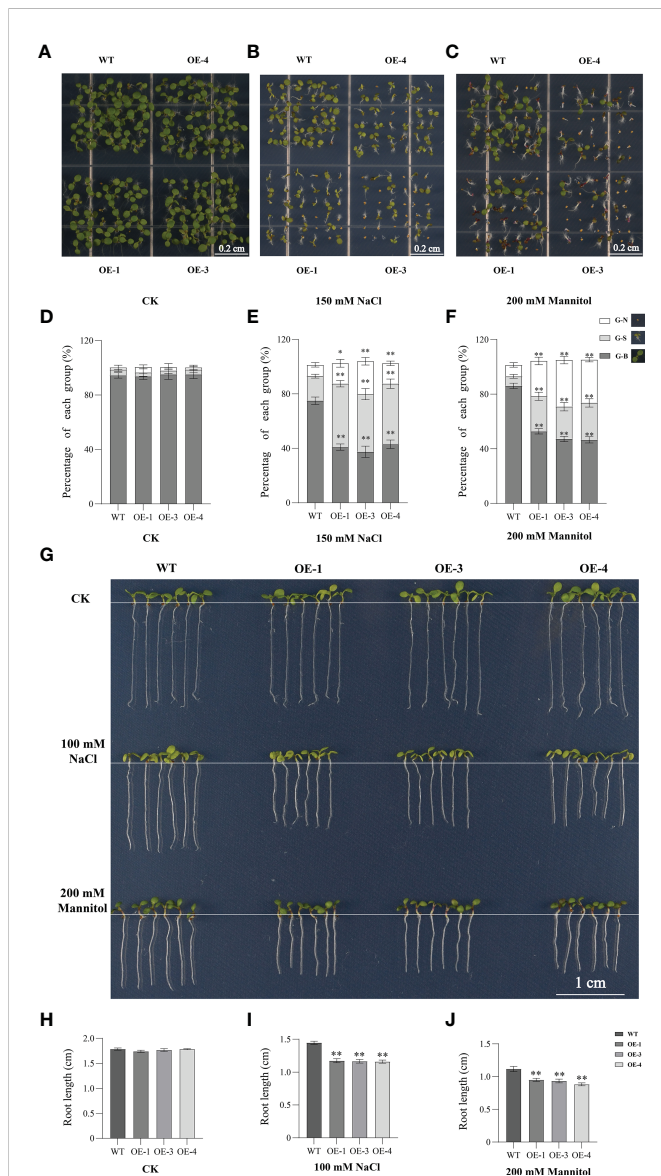 A B C
WT OE-4 WT OE-4 WT OE-4
0.2 cm 0.2 cm 0.2 cm
OE-1 OE-3 OE-1 OE-3 OE-1 OE-3
CK 150 mM NaCl 200 mM Mannitol
D E F
G-N
G-S
G-B
Percentage of each group (%)
120
80
40
0
WT OE-1 OE-3 OE-4
CK
Percentage of each group (%)
120
80
40
0
* ** **
** ** **
** ** **
WT OE-1 OE-3 OE-4
150 mM NaCl
Percentage of each group (%)
120
80
40
0
** ** **
** ** **
** ** **
WT OE-1 OE-3 OE-4
200 mM Mannitol
G
WT OE-1 OE-3 OE-4
CK
100 mM
NaCl
200 mM
Mannitol
1 cm
H I J
Root length (cm)
2.0
1.5
1.0
0.5
0
WT OE-1 OE-3 OE-4
CK
Root length (cm)
1.5
1.0
0.5
0
** ** **
WT OE-1 OE-3 OE-4
100 mM NaCl
Root length (cm)
1.5
1.0
0.5
0
** ** **
WT OE-1 OE-3 OE-4
200 mM Mannitol
WT
OE-1
OE-3
OE-4